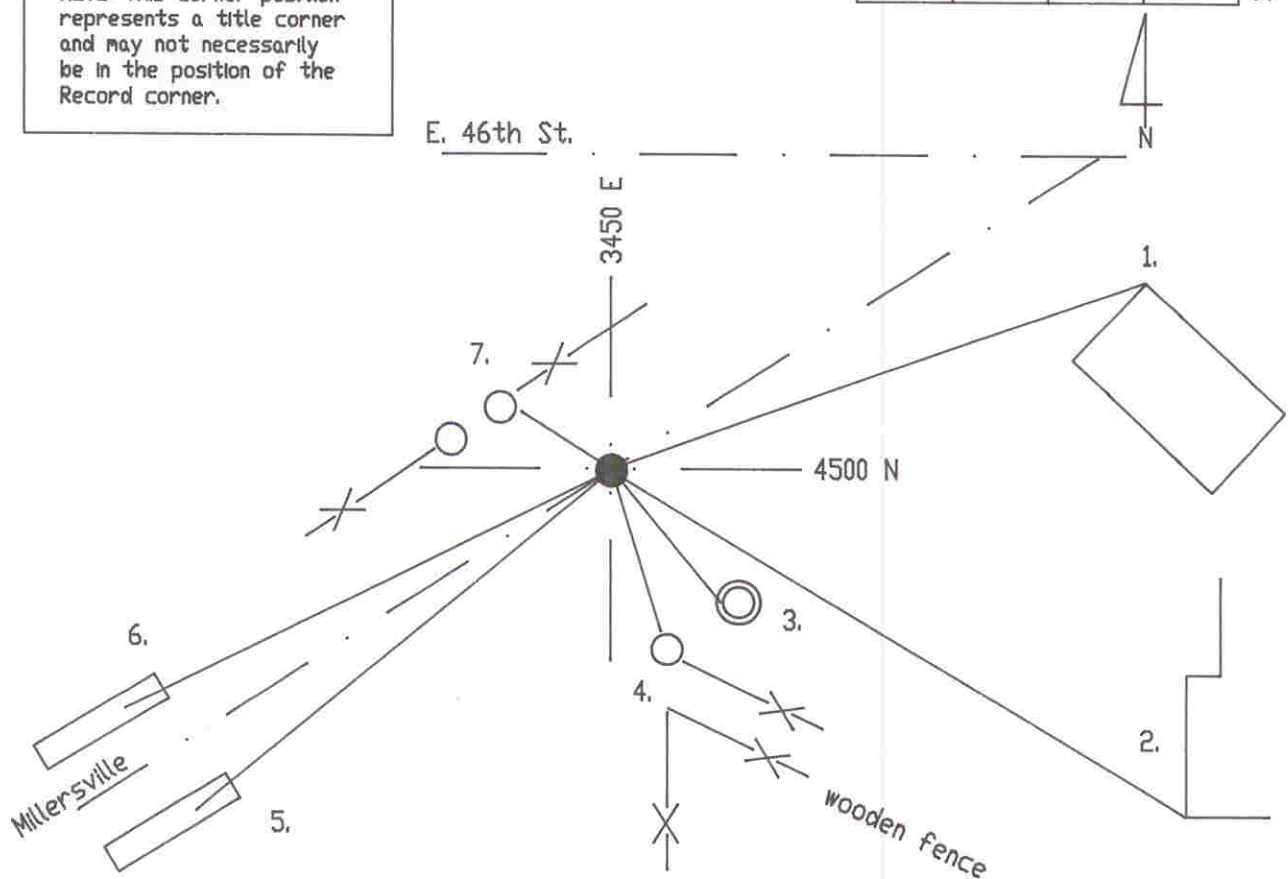 represents a title corner
and may not necessarily
be in the position of the
Record corner.
N
E. 46th St.
3450 E
1.
7.
4500 N
3.
6.
4.
2.
Millersville
5.
wooden fence